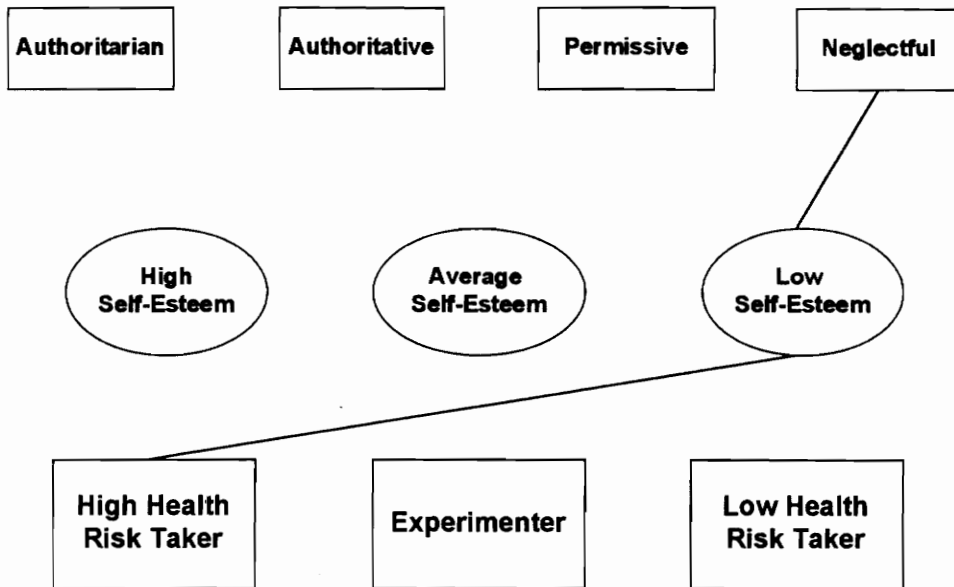 Authoritarian
Authoritative
Permissive
Neglectful
High
Self-Esteem
Average
Self-Esteem
Low
Self-Esteem
High Health
Risk Taker
Experimenter
Low Health
Risk Taker